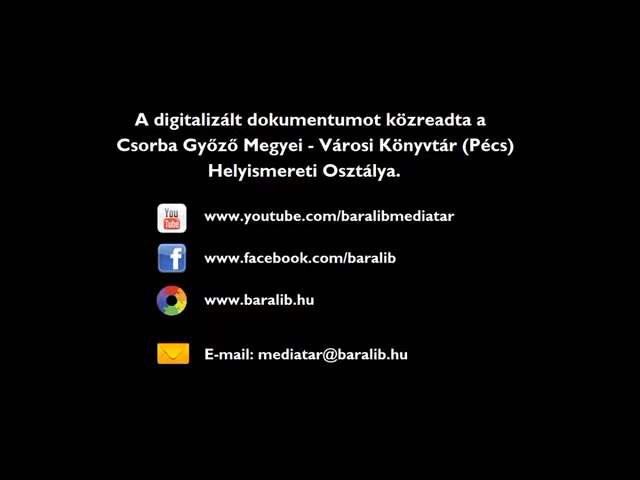 A digitalizált dokumentumot közreadta a
Csorba Győző Megyei - Városi Könyvtár (Pécs)
Helyismereti Osztálya.
You Tube
www.youtube.com/baralibmediatar
f
www.facebook.com/baralib
www.baralib.hu
E-mail: mediatar@baralib.hu